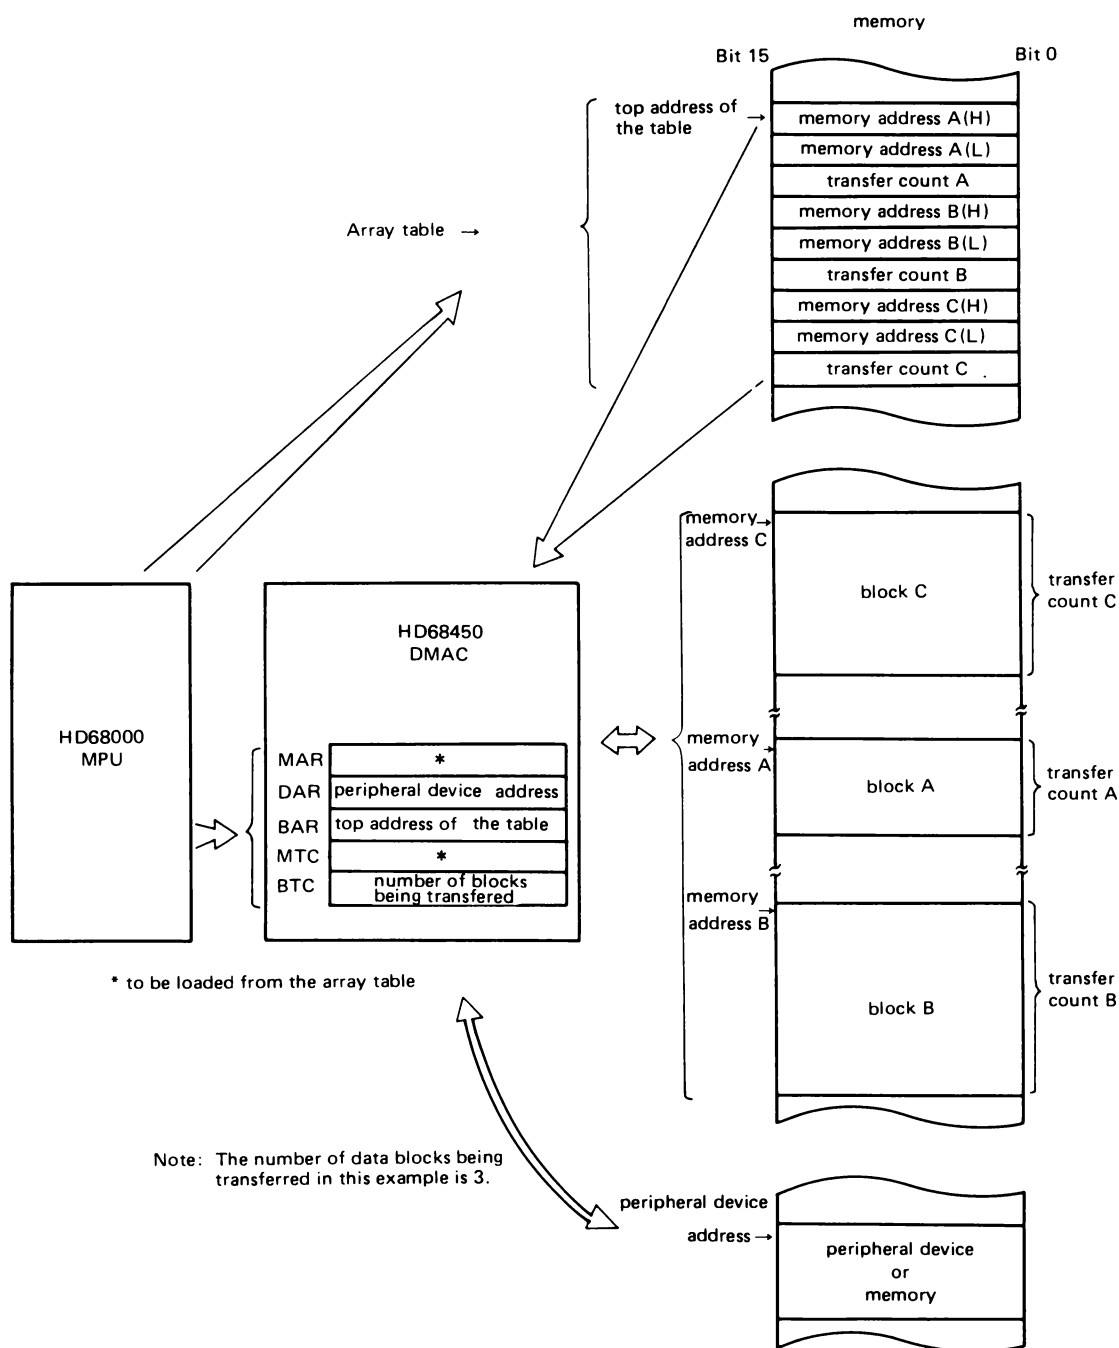 memory
Bit 15
Bit 0
top address of
the table →
memory address A(H)
memory address A(L)
transfer count A
memory address B(H)
memory address B(L)
transfer count B
memory address C(H)
memory address C(L)
transfer count C
Array table →
memory
address C
block C
transfer
count C
HD68000
MPU
HD68450
DMAC
MAR
*
DAR
peripheral device address
BAR
top address of the table
MTC
*
BTC
number of blocks
being transfered
memory
address A
block A
transfer
count A
memory
address B
block B
transfer
count B
* to be loaded from the array table
Note: The number of data blocks being
transferred in this example is 3.
peripheral device
address →
peripheral device
or
memory